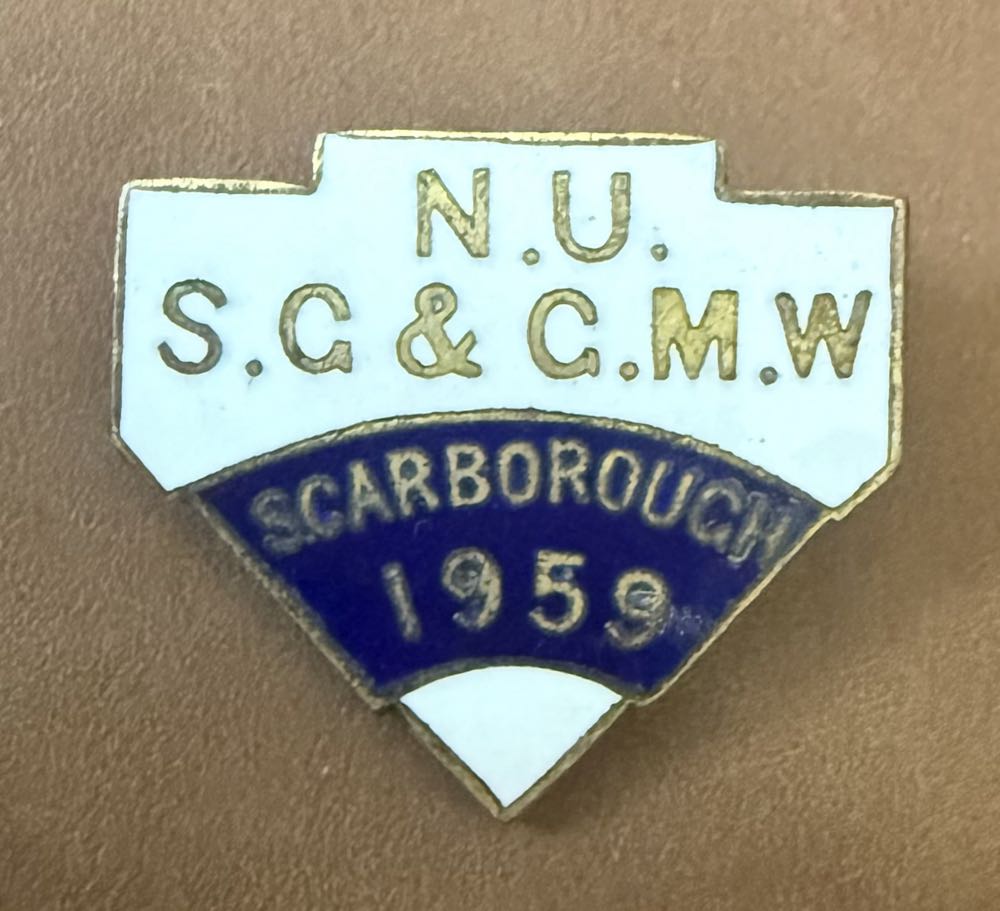 N.U.
S.G & G.M.W
SCARBOROUGH
1959